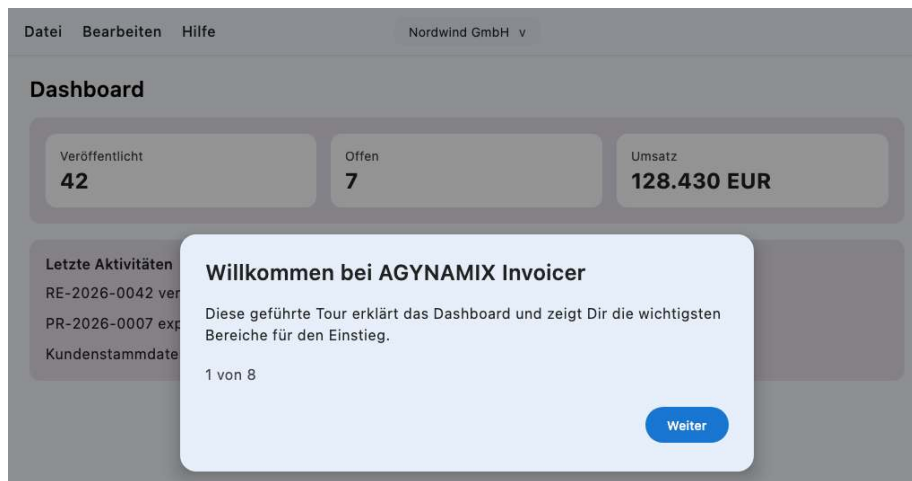 Datei Bearbeiten Hilfe Nordwind GmbH v
Dashboard
Veröffentlicht Offen Umsatz
42 7 128.430 EUR
Letzte Aktivitäten
RE-2026-0042
PR-2026-0007
Willkommen bei AGYNAMIX Invoicer
Diese geführte Tour erklärt das Dashboard und zeigt Dir die wichtigsten
Bereiche für den Einstieg.
1 von 8
Weiter